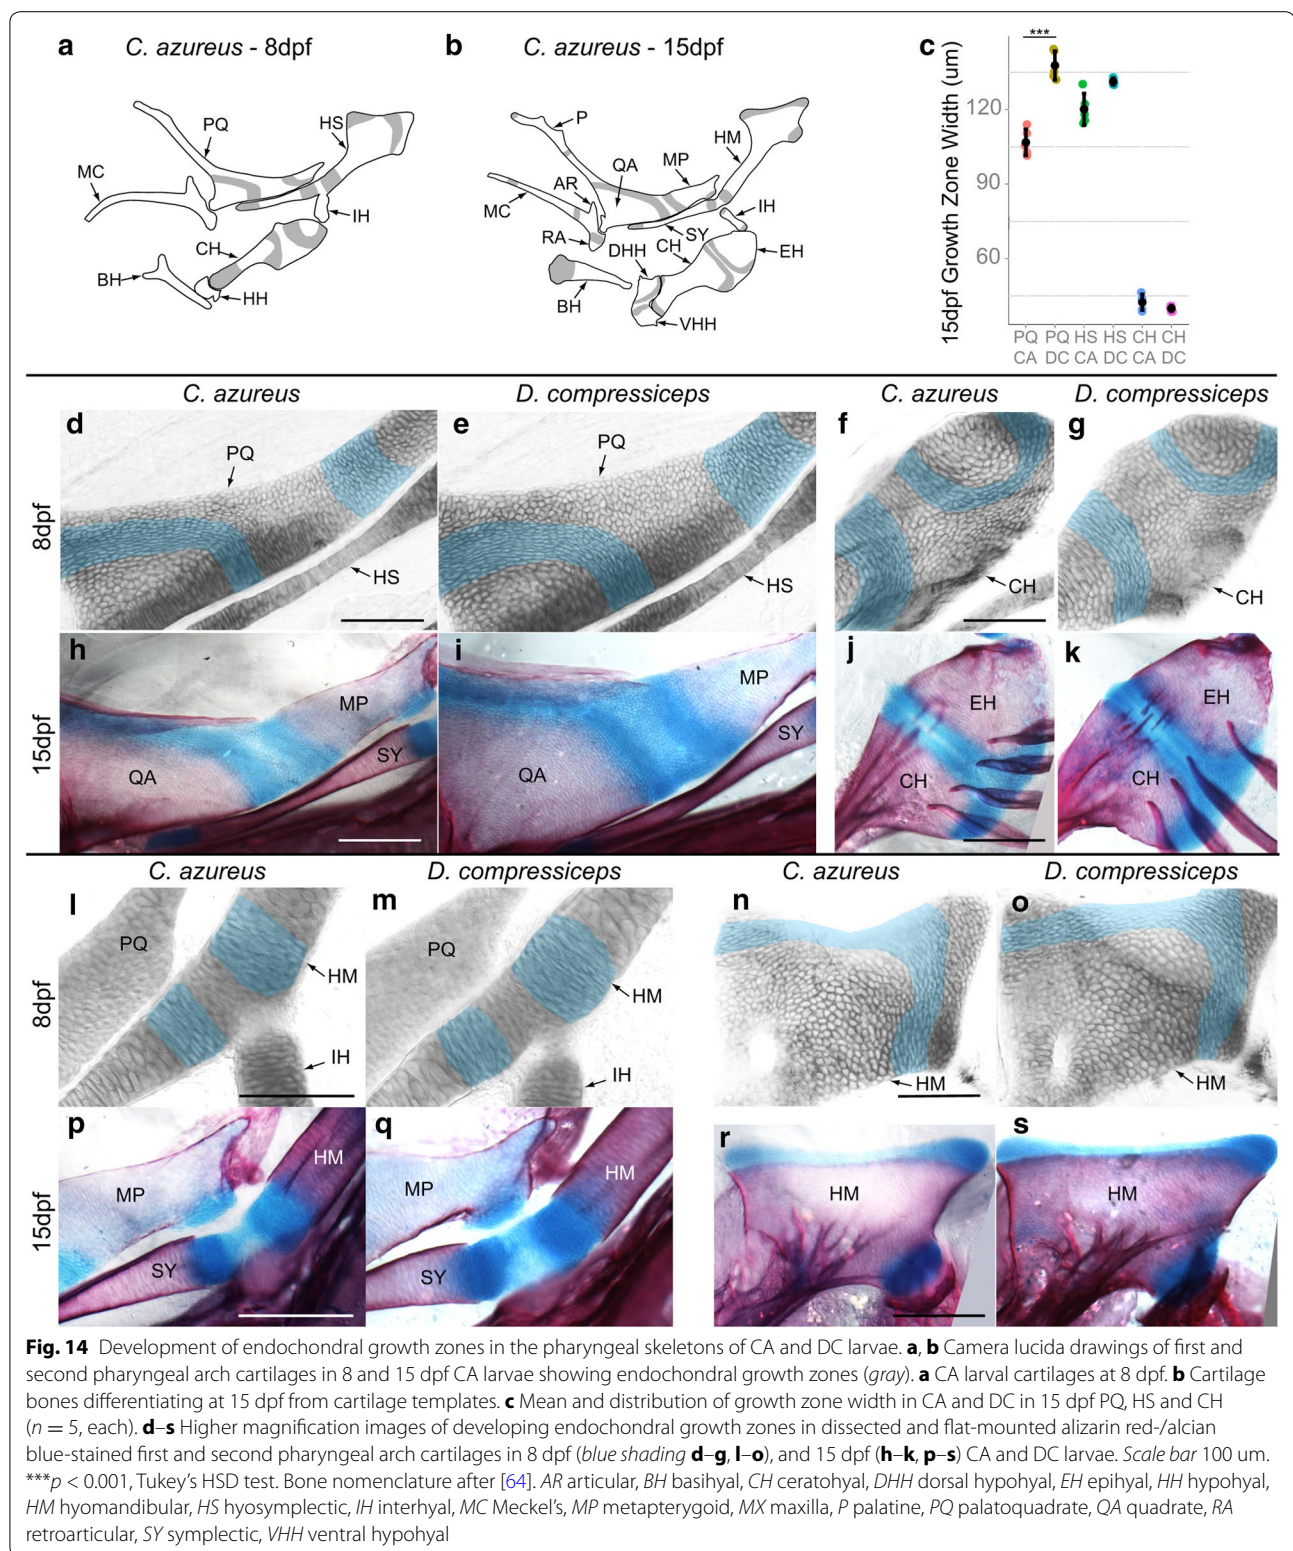 a C. azureus - 8dpf
PQ
HS
MC
IH
CH
BH
HH
b C. azureus - 15dpf
P
HM
QA
MP
AR
MC
IH
RA
SY
DHH
CH
EH
BH
VHH
c
15dpf Growth Zone Width (um)
***
120
90
60
PQ PQ HS HS CH CH
CA DC CA DC CA DC
C. azureus D. compressiceps C. azureus D. compressiceps
8dpf
d PQ HS
e PQ HS
f CH
g CH
15dpf
h MP QA SY
i MP QA SY
j EH CH
k EH CH
C. azureus D. compressiceps C. azureus D. compressiceps
8dpf
l PQ HM IH
m PQ HM IH
n HM
o HM
15dpf
p MP SY HM
q MP SY HM
r HM
s HM
Fig. 14 Development of endochondral growth zones in the pharyngeal skeletons of CA and DC larvae. a, b Camera lucida drawings of first and
second pharyngeal arch cartilages in 8 and 15 dpf CA larvae showing endochondral growth zones (gray). a CA larval cartilages at 8 dpf. b Cartilage
bones differentiating at 15 dpf from cartilage templates. c Mean and distribution of growth zone width in CA and DC in 15 dpf PQ, HS and CH
(n = 5, each). d–s Higher magnification images of developing endochondral growth zones in dissected and flat-mounted alizarin red-/alcian
blue-stained first and second pharyngeal arch cartilages in 8 dpf (blue shading d–g, l–o), and 15 dpf (h–k, p–s) CA and DC larvae. Scale bar 100 um.
***p < 0.001, Tukey's HSD test. Bone nomenclature after [64]. AR articular, BH basihyal, CH ceratohyal, DHH dorsal hypohyal, EH epihyal, HH hypohyal,
HM hyomandibular, HS hyosymplectic, IH interhyal, MC Meckel's, MP metapterygoid, MX maxilla, P palatine, PQ palatoquadrate, QA quadrate, RA
retroarticular, SY symplectic, VHH ventral hypohyal